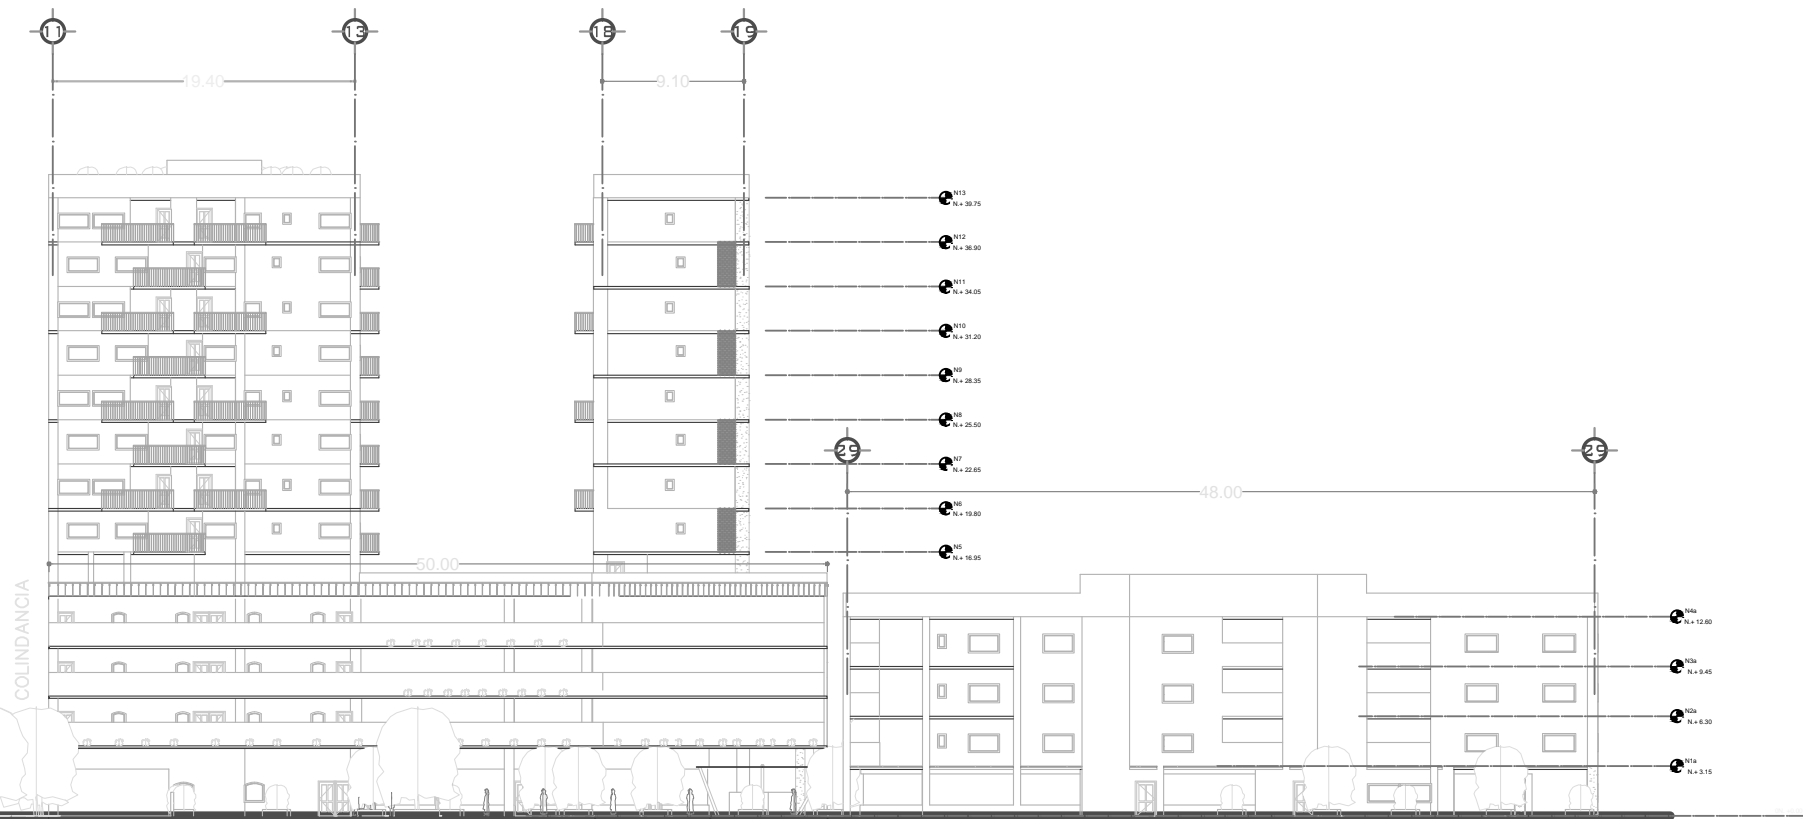 11
13
18
19
19.40
9.10
N13
N.+ 39.75
N12
N.+ 36.90
N11
N.+ 34.05
N10
N.+ 31.20
N9
N.+ 28.35
N8
N.+ 25.50
N7
N.+ 22.65
29
29
48.00
N6
N.+ 19.80
N5
N.+ 16.95
50.00
COLINDANCIA
N4a
N.+ 12.60
N3a
N.+ 9.45
N2a
N.+ 6.30
N1a
N.+ 3.15